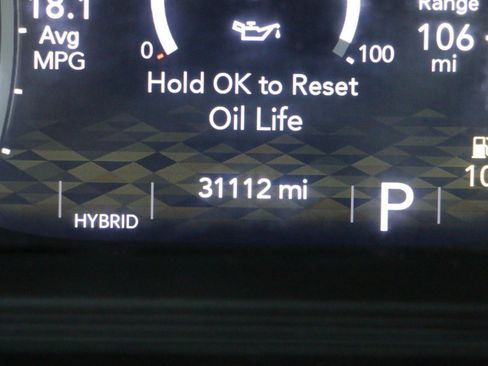 18.1
Avg
MPG
0
100
Hold OK to Reset
Oil Life
Range
106
mi
31112 mi
HYBRID
P